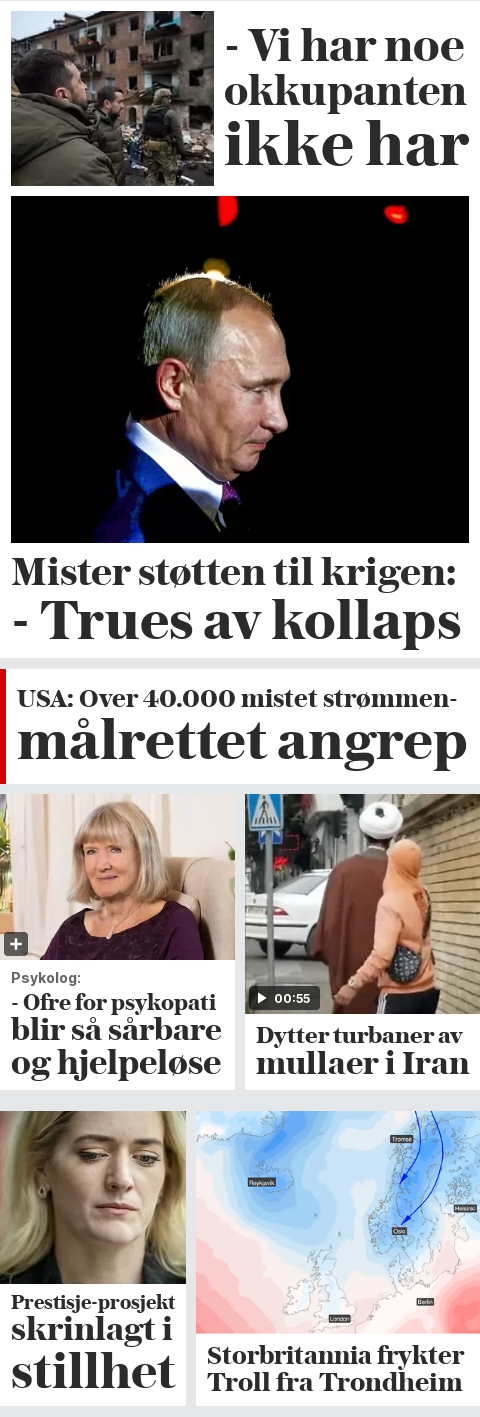 - Vi har noe
okkupanten
ikke har
Mister støtten til krigen:
- Trues av kollaps
USA: Over 40.000 mistet strømmen-
målrettet angrep
Psykolog:
- Ofre for psykopati
blir så sårbare
og hjelpeløse
00:55
Dytter turbaner av
mullaer i Iran
Prestisje-prosjekt
skrinlagt i
stillhet
Tromsø
Reykjavik
Helsinki
Oslo
Berlin
London
Storbritannia frykter
Troll fra Trondheim